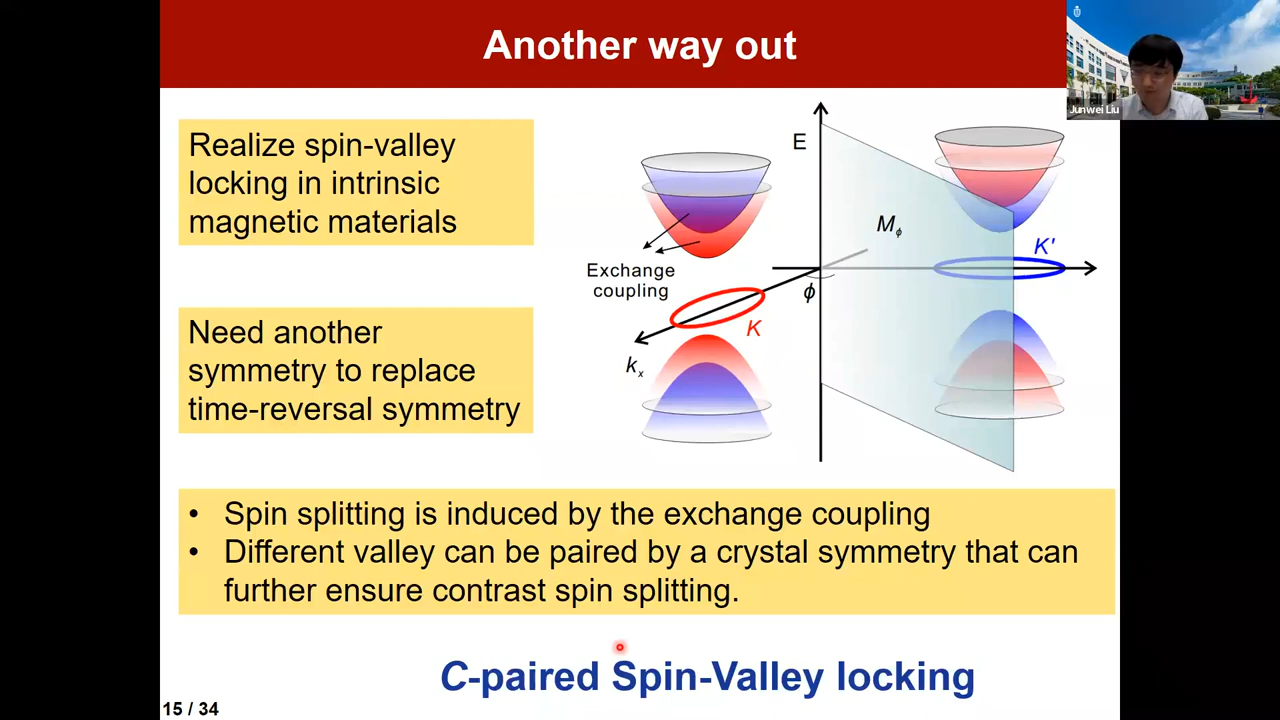 Another way out
Junwei Liu
Realize spin-valley
locking in intrinsic
magnetic materials
Need another
symmetry to replace
time-reversal symmetry
E
Mϕ
K'
Exchange
coupling
ϕ
K
kx
• Spin splitting is induced by the exchange coupling
• Different valley can be paired by a crystal symmetry that can
further ensure contrast spin splitting.
C-paired Spin-Valley locking
15 / 34